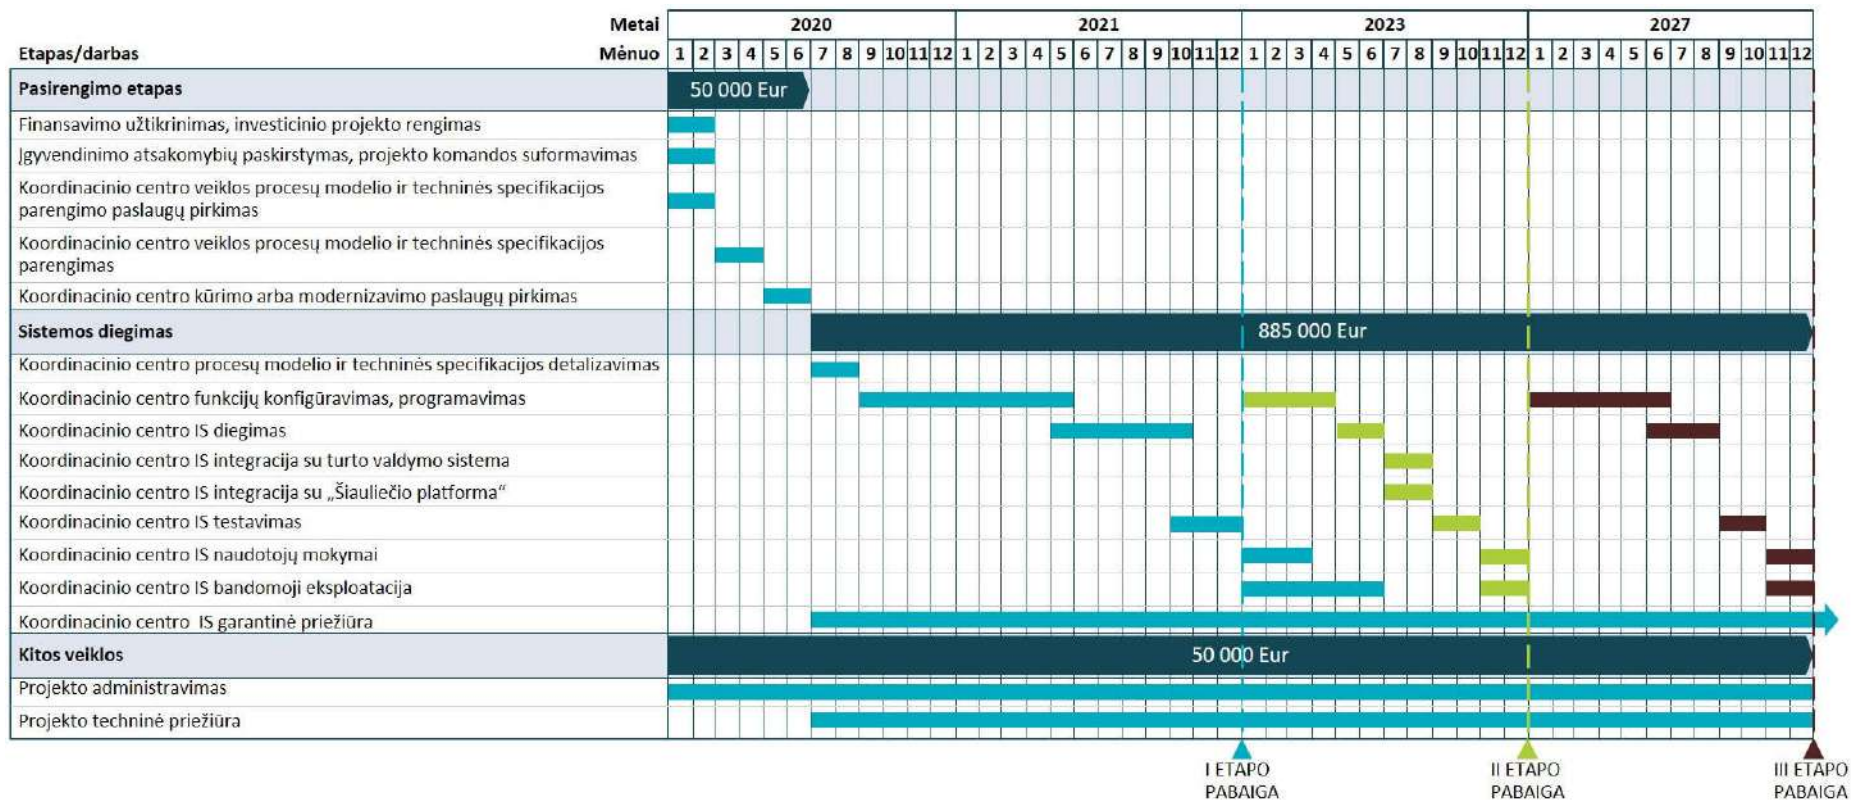 Metai 2020 2021 2023 2027
Etapas/darbas Mėnuo 1 2 3 4 5 6 7 8 9 10 11 12 1 2 3 4 5 6 7 8 9 10 11 12 1 2 3 4 5 6 7 8 9 10 11 12 1 2 3 4 5 6 7 8 9 10 11 12
Pasirengimo etapas 50 000 Eur
Finansavimo užtikrinimas, investicinio projekto rengimas
Įgyvendinimo atsakomybių paskirstymas, projekto komandos suformavimas
Koordinacinio centro veiklos procesų modelio ir techninės specifikacijos
parengimo paslaugų pirkimas
Koordinacinio centro veiklos procesų modelio ir techninės specifikacijos
parengimas
Koordinacinio centro kūrimo arba modernizavimo paslaugų pirkimas
Sistemos diegimas 885 000 Eur
Koordinacinio centro procesų modelio ir techninės specifikacijos detalizavimas
Koordinacinio centro funkcijų konfigūravimas, programavimas
Koordinacinio centro IS diegimas
Koordinacinio centro IS integracija su turto valdymo sistema
Koordinacinio centro IS integracija su „Šiauliečio platforma“
Koordinacinio centro IS testavimas
Koordinacinio centro IS naudotojų mokymai
Koordinacinio centro IS bandomoji eksploatacija
Koordinacinio centro IS garantinė priežiūra
Kitos veiklos 50 000 Eur
Projekto administravimas
Projekto techninė priežiūra
I ETAPO
PABAIGA
II ETAPO
PABAIGA
III ETAPO
PABAIGA